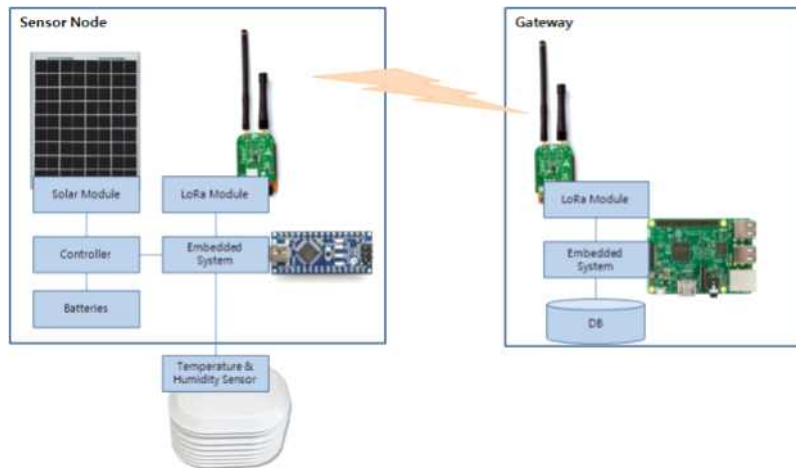 Sensor Node
Gateway
Solar Module
LoRa Module
Controller
Embedded
System
Batteries
Temperature &
Humidity Sensor
LoRa Module
Embedded
System
DB